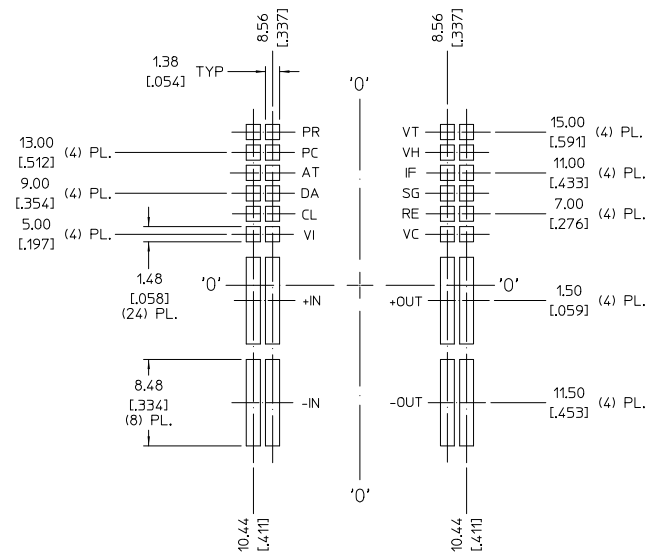 8.56
[.337]
8.56
[.337]
1.38
[.054]
TYP
'0'
PR
VT
15.00
[.591]
(4) PL.
13.00
[.512]
(4) PL.
PC
VH
AT
IF
11.00
[.433]
(4) PL.
9.00
[.354]
(4) PL.
DA
SG
CL
RE
7.00
[.276]
(4) PL.
5.00
[.197]
(4) PL.
VI
VC
1.48
[.058]
(24) PL.
'0'
'0'
+IN
+OUT
1.50
[.059]
(4) PL.
8.48
[.334]
(8) PL.
-IN
-OUT
11.50
[.453]
(4) PL.
'0'
10.44
[.411]
10.44
[.411]